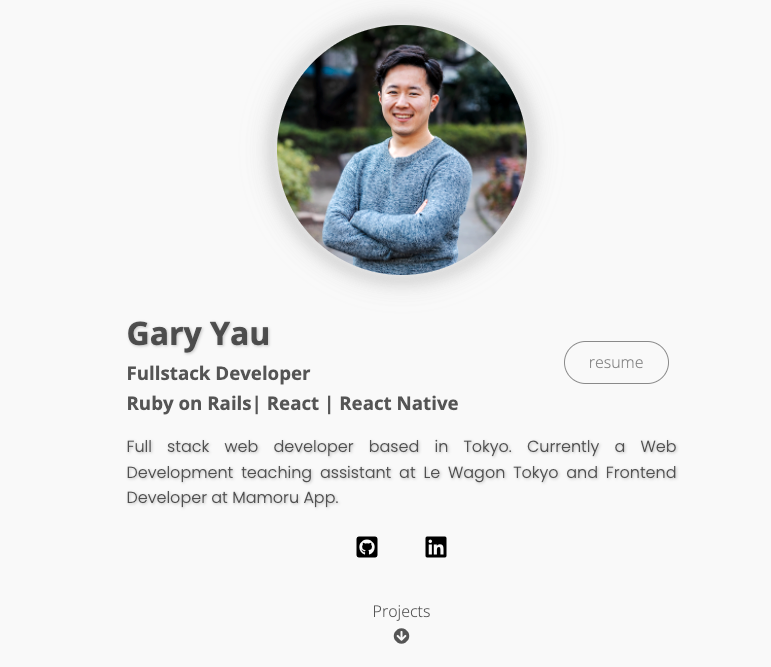 Gary Yau
Fullstack Developer
resume
Ruby on Rails| React | React Native
Full stack web developer based in Tokyo. Currently a Web
Development teaching assistant at Le Wagon Tokyo and Frontend
Developer at Mamoru App.
in
Projects